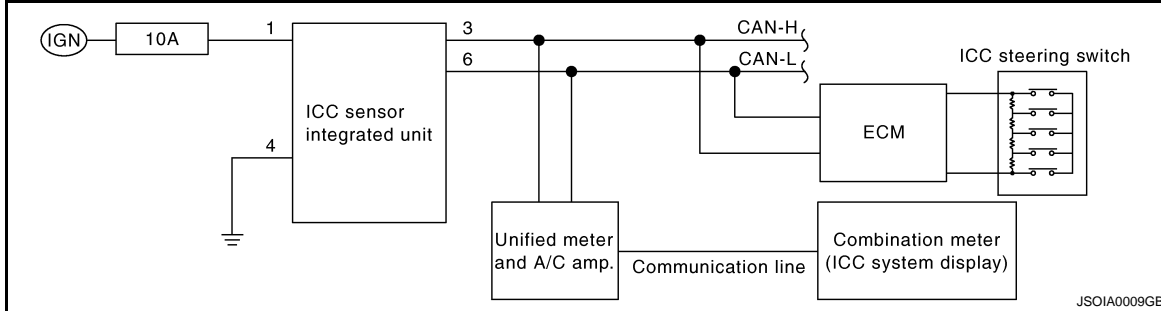 IGN
10A
1
3
CAN-H
6
CAN-L
ICC steering switch
ICC sensor
integrated unit
4
ECM
Unified meter
and A/C amp.
Communication line
Combination meter
(ICC system display)
JSOIA0009GB